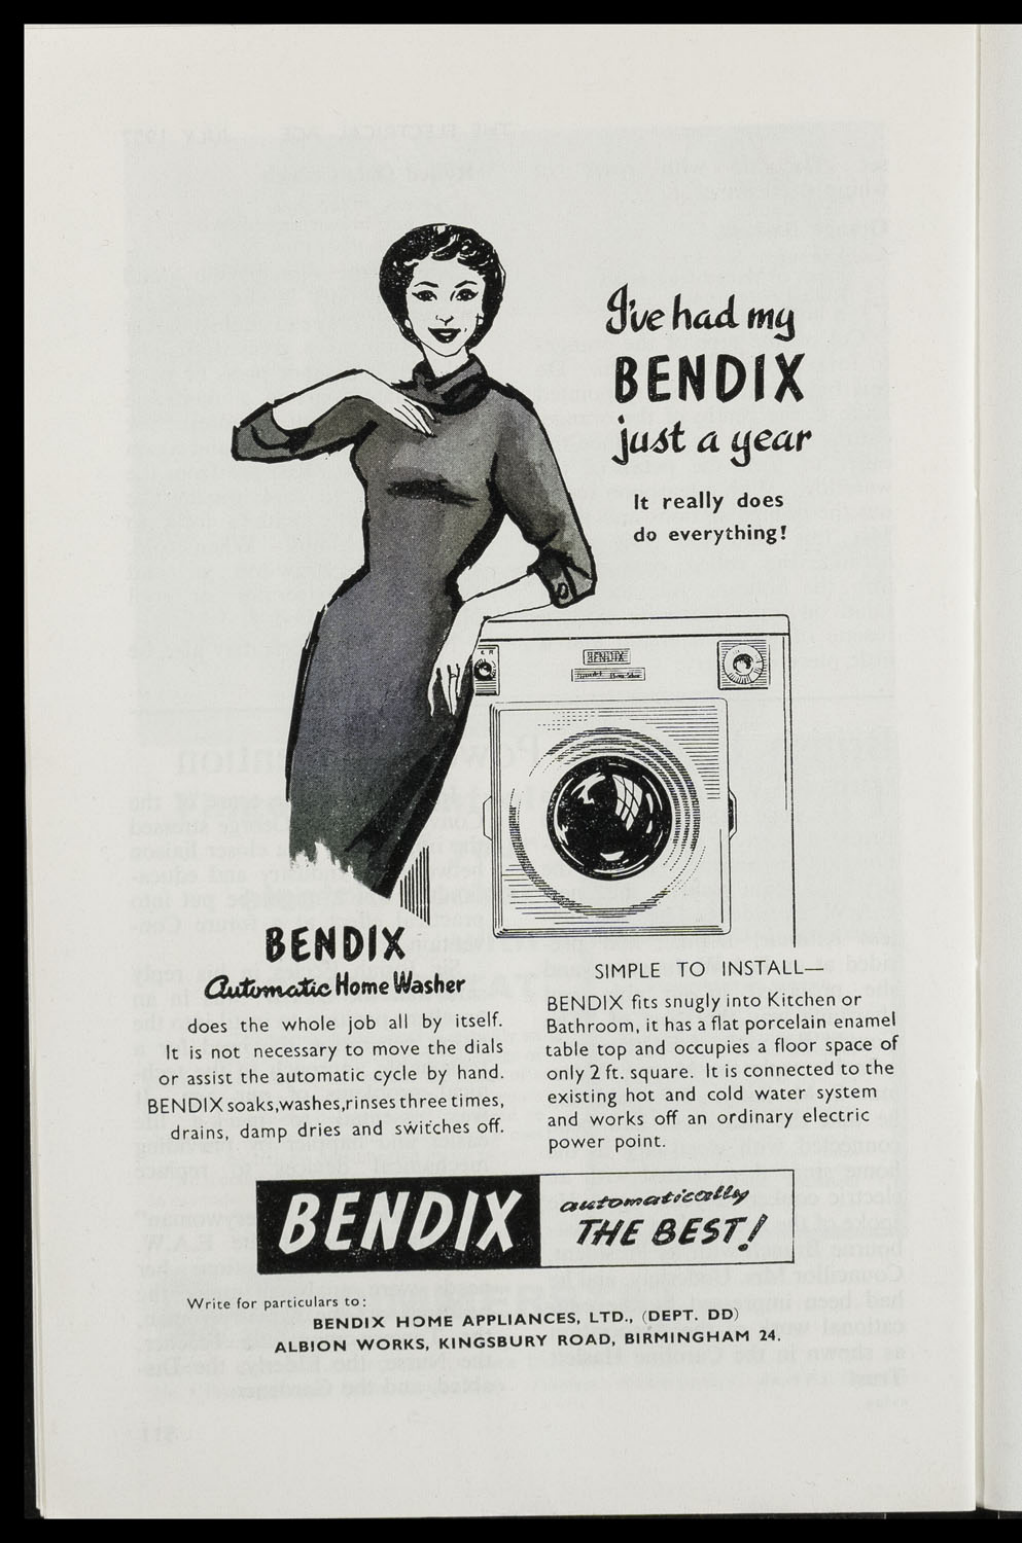 I've had my
BENDIX
just a year
It really does
do everything!
BENDIX
BENDIX
Automatic Home Washer
does the whole job all by itself.
It is not necessary to move the dials
or assist the automatic cycle by hand.
BENDIX soaks, washes, rinses three times,
drains, damp dries and switches off.
SIMPLE TO INSTALL—
BENDIX fits snugly into Kitchen or
Bathroom, it has a flat porcelain enamel
table top and occupies a floor space of
only 2 ft. square. It is connected to the
existing hot and cold water system
and works off an ordinary electric
power point.
BENDIX
automatically
THE BEST!
Write for particulars to:
BENDIX HOME APPLIANCES, LTD., (DEPT. DD)
ALBION WORKS, KINGSBURY ROAD, BIRMINGHAM 24.